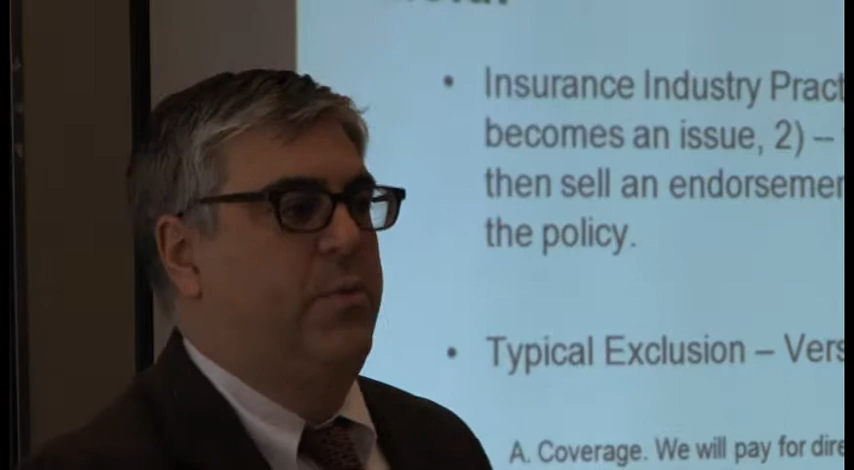 • Insurance Industry Pract
becomes an issue, 2) –
then sell an endorsemen
the policy.
• Typical Exclusion – Vers
A. Coverage. We will pay for dire